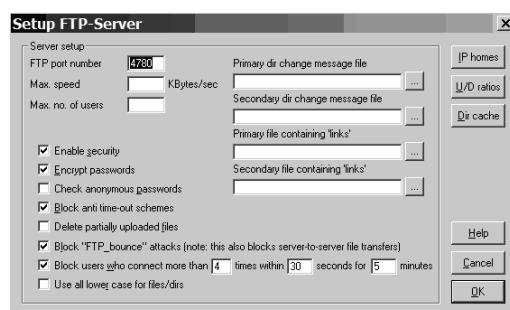 Setup FTP-Server
x
Server setup
FTP port number 4780
Max. speed KBytes/sec
Max. no. of users
Primary dir change message file
...
Secondary dir change message file
...
Primary file containing 'links'
...
Secondary file containing 'links'
...
Enable security
Encrypt passwords
Check anonymous passwords
Block anti time-out schemes
Delete partially uploaded files
Block "FTP_bounce" attacks (note: this also blocks server-to-server file transfers)
Block users who connect more than 4 times within 30 seconds for 5 minutes
Use all lower case for files/dirs
IP homes
U/D ratios
Dir cache
Help
Cancel
OK